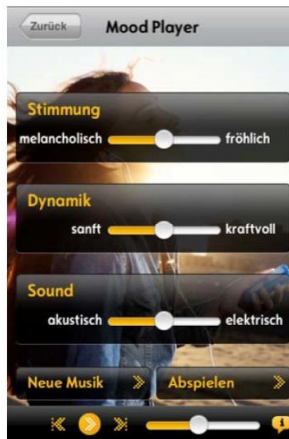 Zurück Mood Player
Stimmung
melancholisch fröhlich
Dynamik
sanft kraftvoll
Sound
akustisch elektrisch
Neue Musik Abspielen